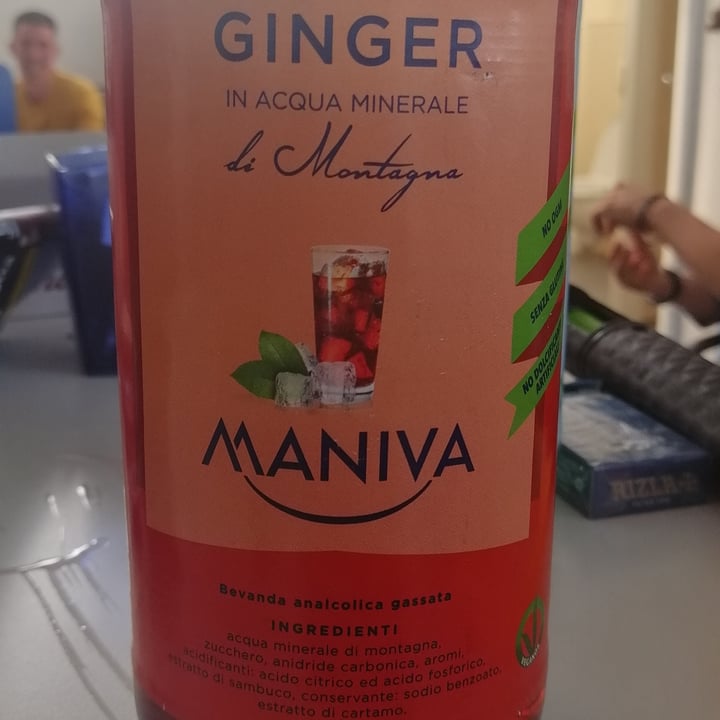 GINGER
IN ACQUA MINERALE
di Montagna
NO OGM
SENZA GLUTINE
NO DOLCIFICANTI
ARTIFICIALI
MANIVA
RIZLA
Bevanda analcolica gassata
INGREDIENTI
acqua minerale di montagna,
zucchero, anidride carbonica, aromi,
acidificanti: acido citrico ed acido fosforico,
estratto di sambuco, conservante: sodio benzoato,
estratto di cartamo.